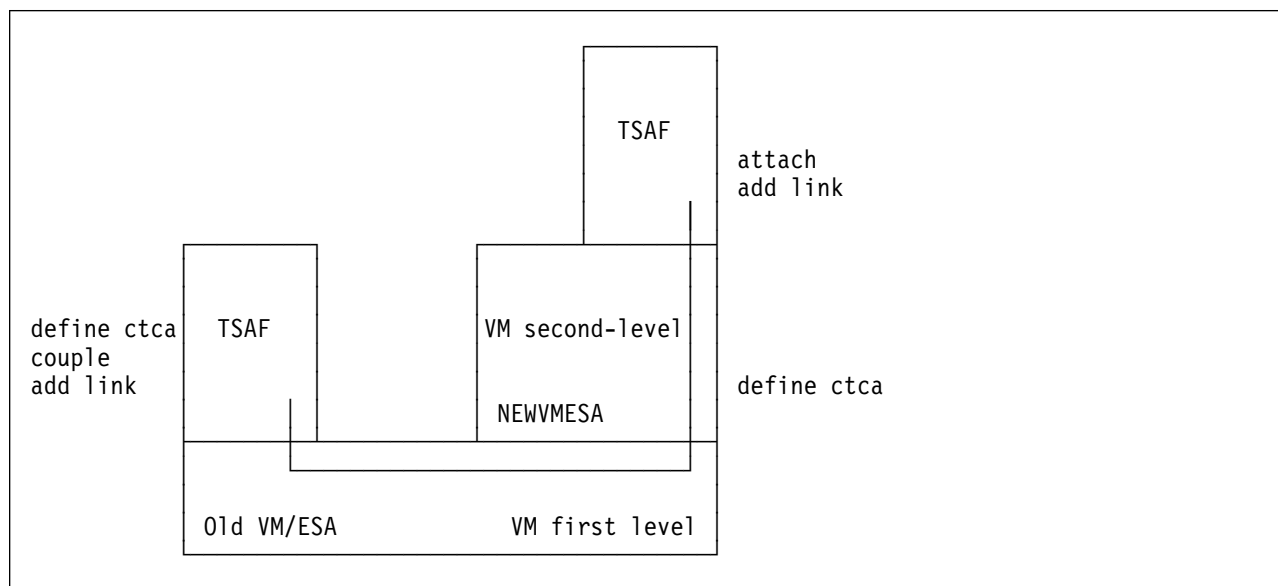 TSAF
attach
add link
define ctca
couple
add link
TSAF
VM second-level
NEWVMESA
define ctca
Old VM/ESA
VM first level